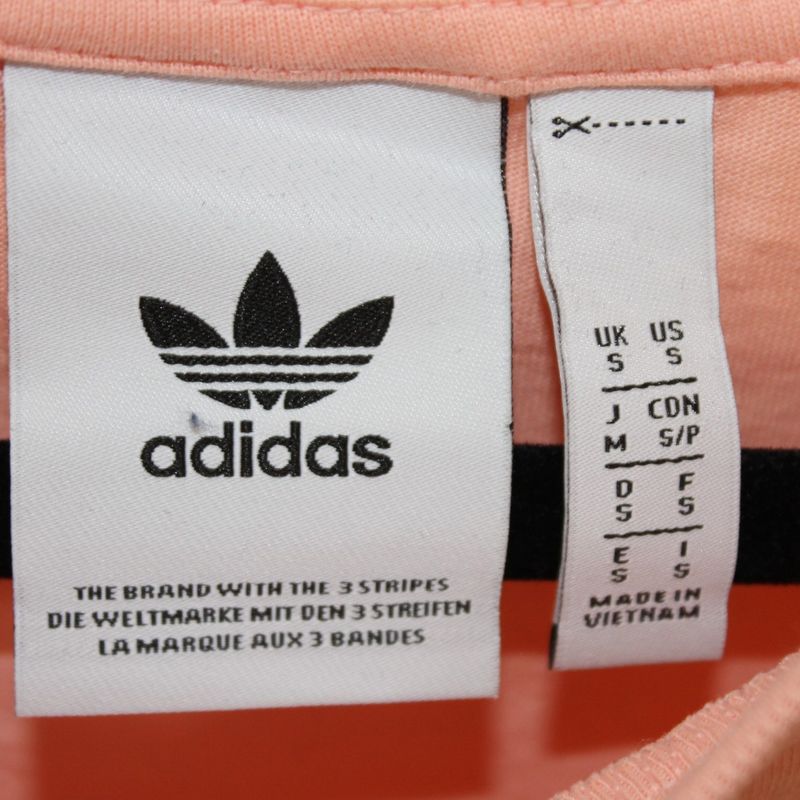 adidas
THE BRAND WITH THE 3 STRIPES
DIE WELTMARKE MIT DEN 3 STREIFEN
LA MARQUE AUX 3 BANDES
UK US
S S
J CDN
M S/P
D F
S S
E I
S S
MADE IN
VIETNAM